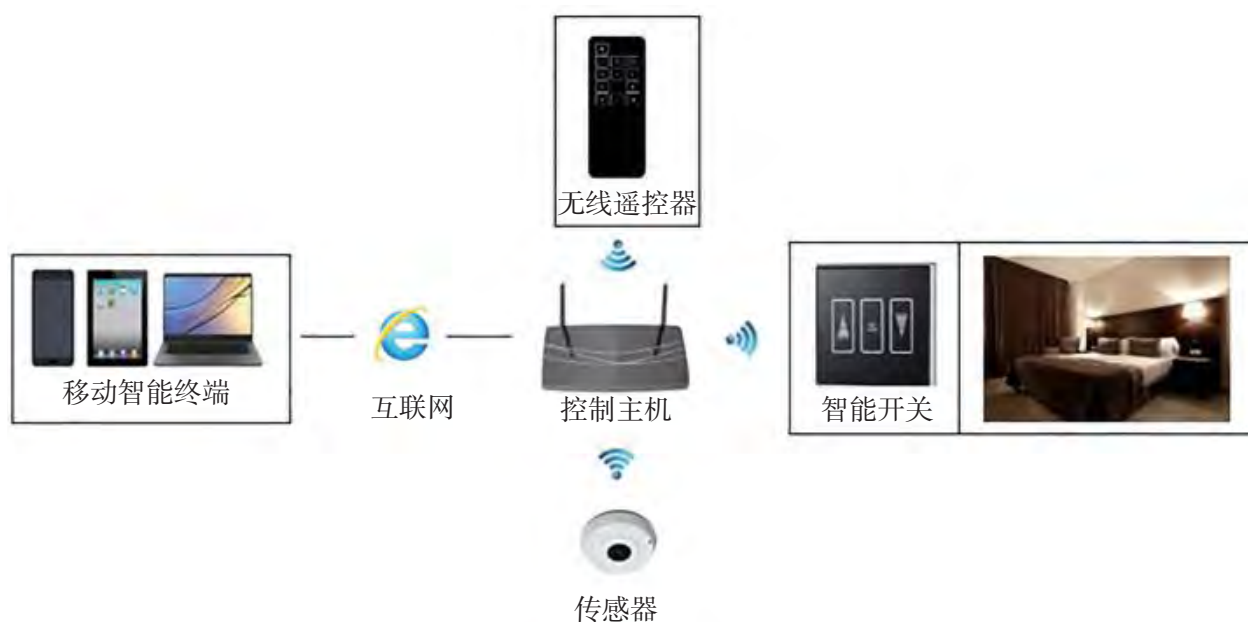 无线遥控器
移动智能终端
互联网
控制主机
智能开关
传感器